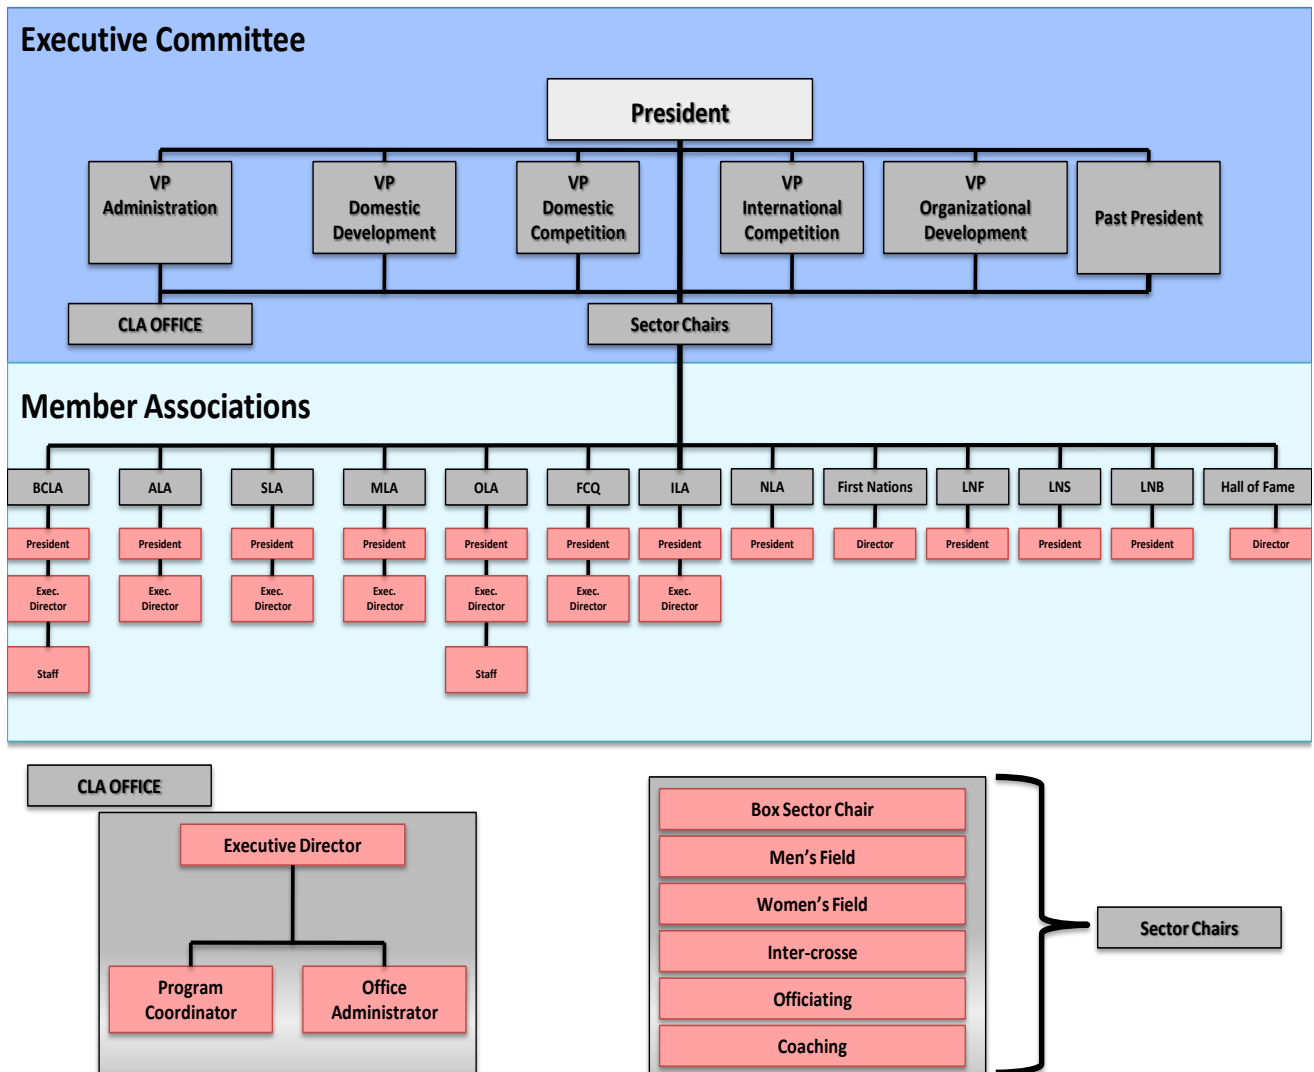 Executive Committee
President
VP
Administration
VP
Domestic
Development
VP
Domestic
Competition
VP
International
Competition
VP
Organizational
Development
Past President
CLA OFFICE
Sector Chairs
Member Associations
BCLA
ALA
SLA
MLA
OLA
FCQ
ILA
NLA
First Nations
LNF
LNS
LNB
Hall of Fame
President
President
President
President
President
President
President
President
Director
President
President
President
Director
Exec.
Director
Exec.
Director
Exec.
Director
Exec.
Director
Exec.
Director
Exec.
Director
Exec.
Director
Staff
Staff
CLA OFFICE
Executive Director
Program
Coordinator
Office
Administrator
Box Sector Chair
Men’s Field
Women’s Field
Inter-crosse
Officiating
Coaching
Sector Chairs